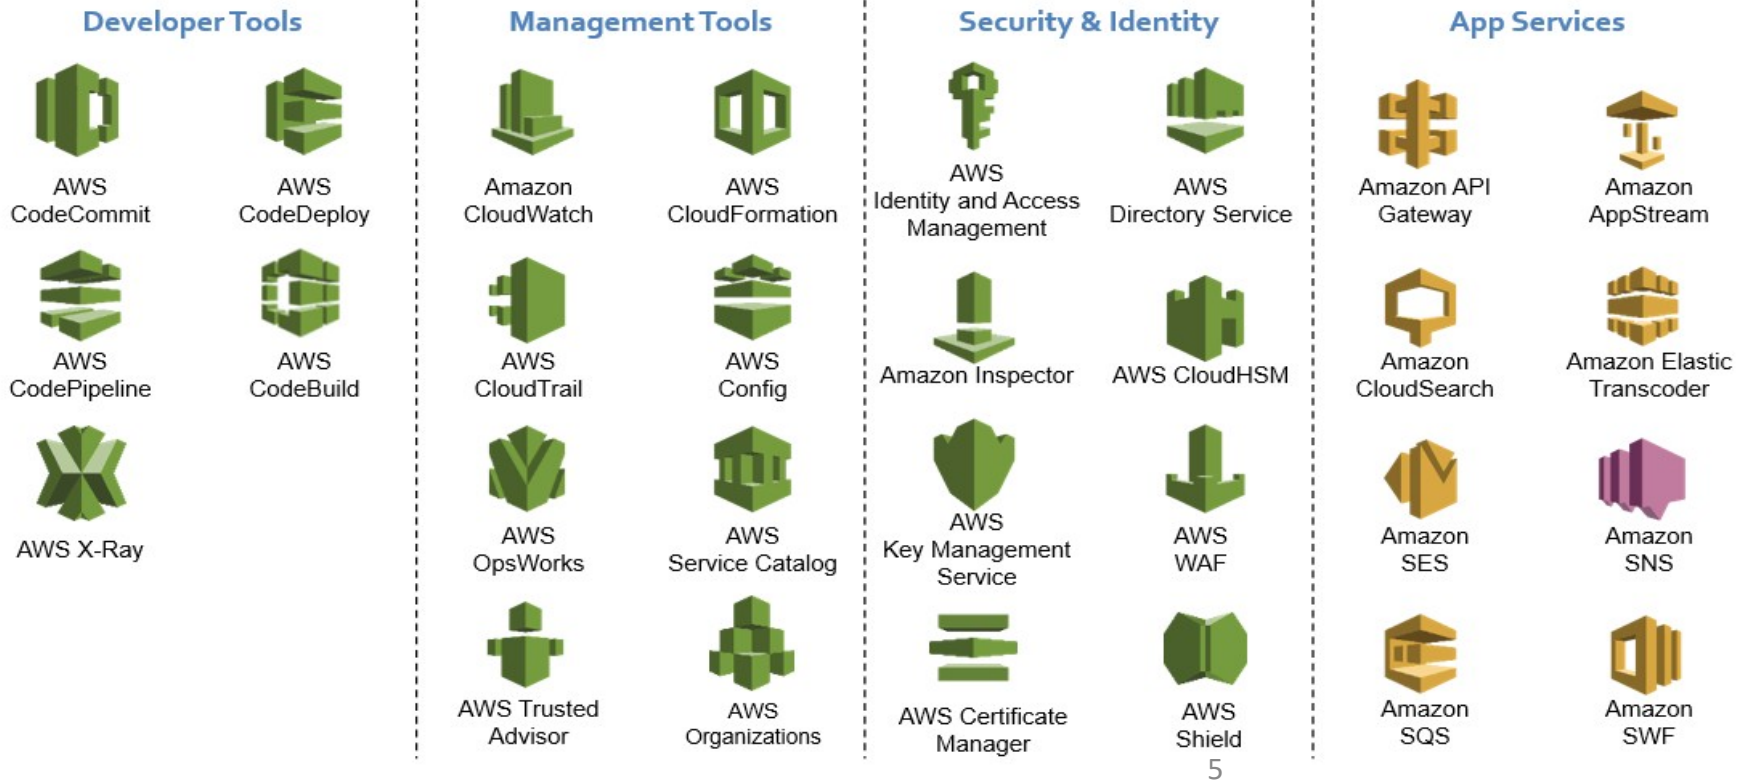 Developer Tools
Management Tools
Security & Identity
App Services
AWS
CodeCommit
AWS
CodeDeploy
Amazon
CloudWatch
AWS
CloudFormation
AWS
Identity and Access
Management
AWS
Directory Service
Amazon API
Gateway
Amazon
AppStream
AWS
CodePipeline
AWS
CodeBuild
AWS
CloudTrail
AWS
Config
Amazon Inspector
AWS CloudHSM
Amazon
CloudSearch
Amazon Elastic
Transcoder
AWS X-Ray
AWS
OpsWorks
AWS
Service Catalog
AWS
Key Management
Service
AWS
WAF
Amazon
SES
Amazon
SNS
AWS Trusted
Advisor
AWS
Organizations
AWS Certificate
Manager
AWS
Shield
Amazon
SQS
Amazon
SWF
5